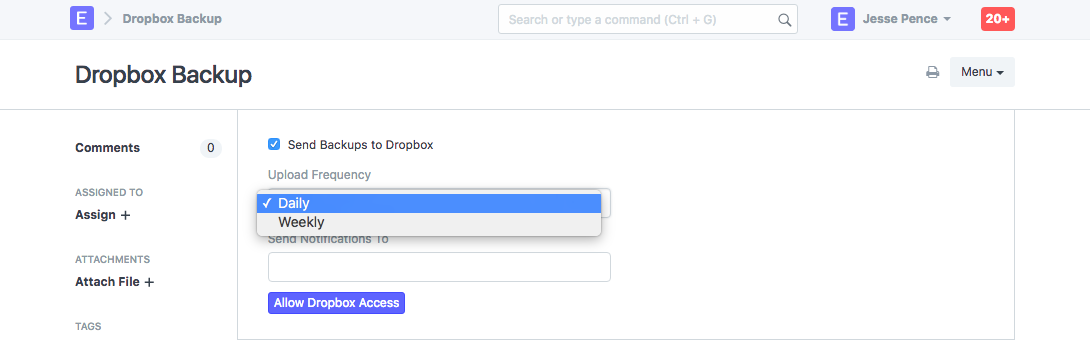 E Dropbox Backup Search or type a command (Ctrl + G) E Jesse Pence 20+
Dropbox Backup Menu
Comments 0
Send Backups to Dropbox
Upload Frequency
ASSIGNED TO
Assign +
✓ Daily
Weekly
Send Notifications To
ATTACHMENTS
Attach File +
Allow Dropbox Access
TAGS